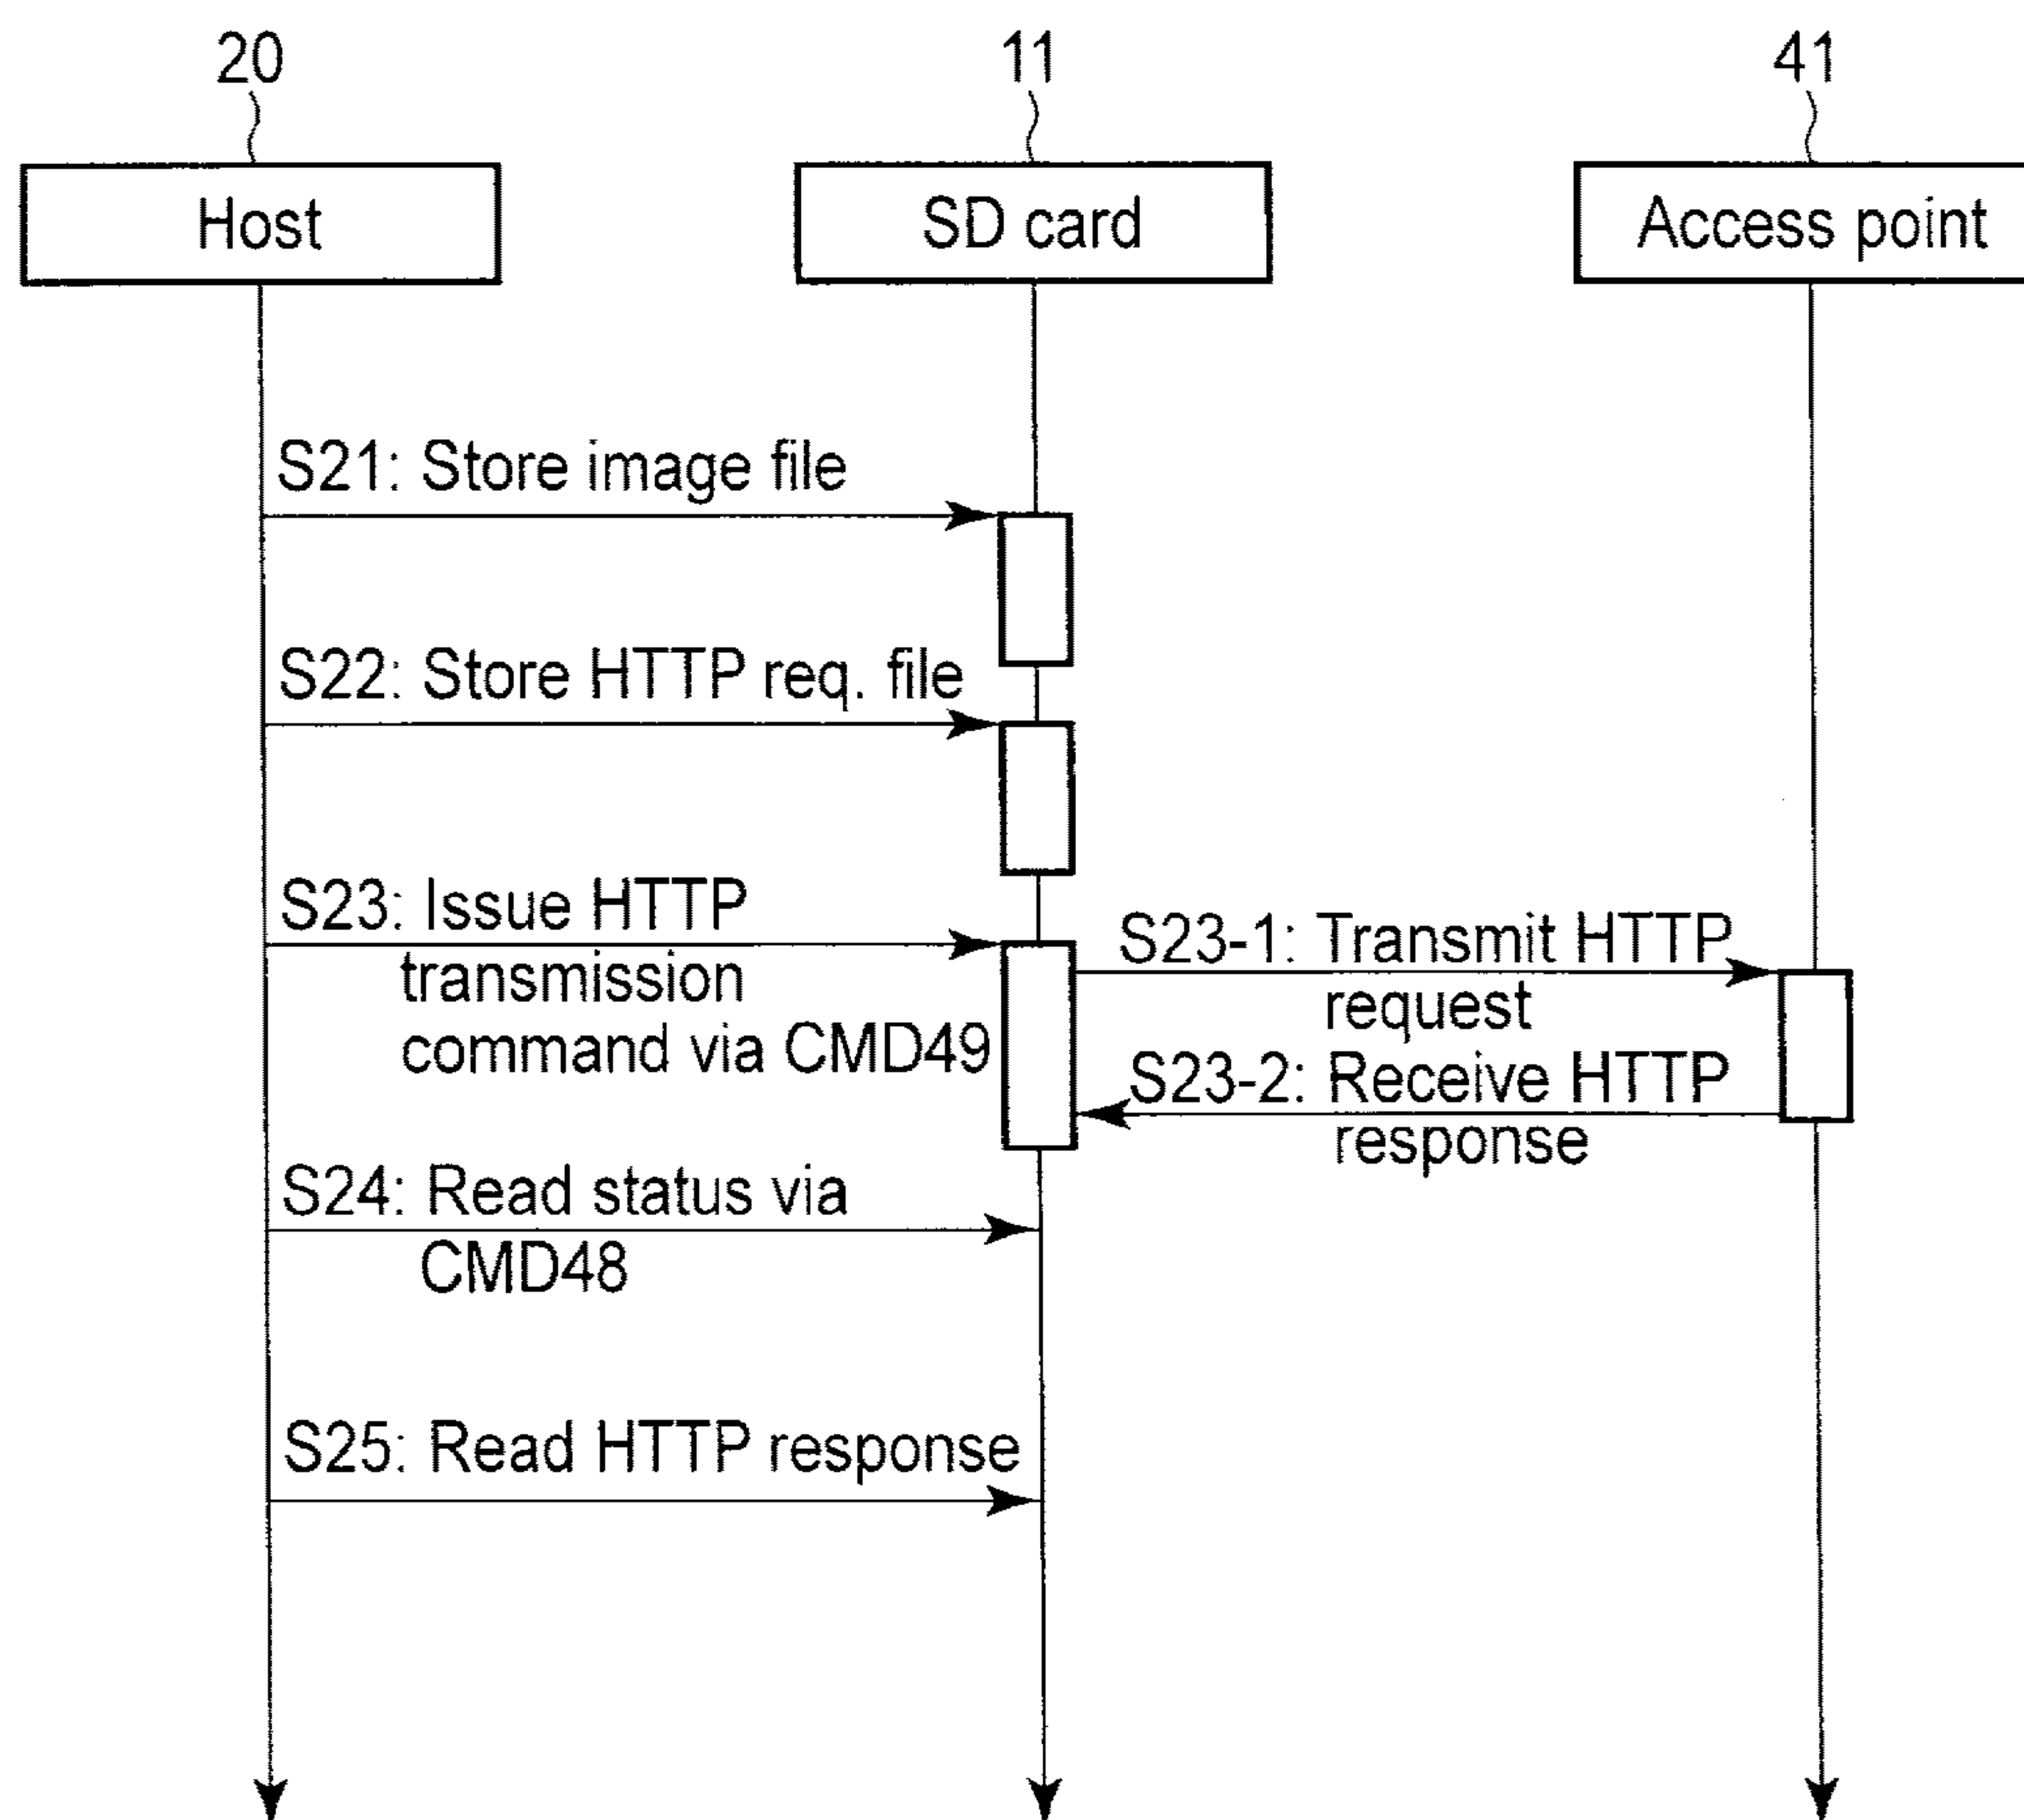 20
11
41
Host
SD card
Access point
S21: Store image file
S22: Store HTTP req. file
S23: Issue HTTP
transmission
command via CMD49
S23-1: Transmit HTTP
request
S23-2: Receive HTTP
response
S24: Read status via
CMD48
S25: Read HTTP response